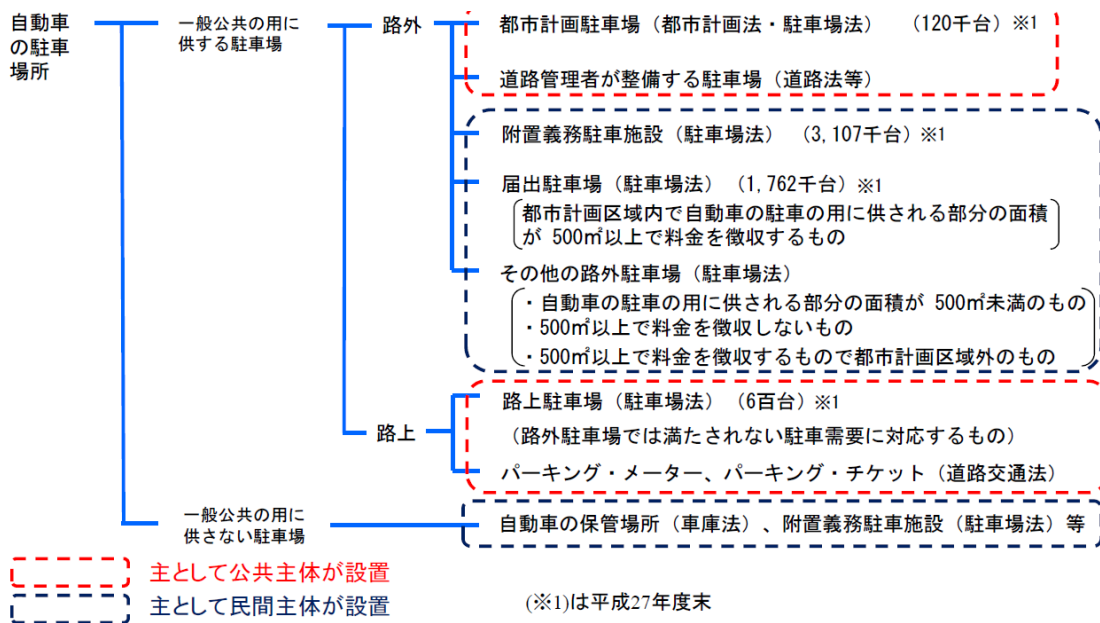 自動車
の駐車
場所
一般公共の用に
供する駐車場
路外
都市計画駐車場（都市計画法・駐車場法） （120千台）※1
道路管理者が整備する駐車場（道路法等）
附置義務駐車施設（駐車場法） （3,107千台）※1
届出駐車場（駐車場法）（1,762千台）※1
都市計画区域内で自動車の駐車の用に供される部分の面積
が 500㎡以上で料金を徴収するもの
その他の路外駐車場（駐車場法）
・自動車の駐車の用に供される部分の面積が 500㎡未満のもの
・500㎡以上で料金を徴収しないもの
・500㎡以上で料金を徴収するもので都市計画区域外のもの
路上
路上駐車場（駐車場法）（6百台）※1
（路外駐車場では満たされない駐車需要に対応するもの）
パーキング・メーター、パーキング・チケット（道路交通法）
一般公共の用に
供さない駐車場
自動車の保管場所（車庫法）、附置義務駐車施設（駐車場法）等
主として公共主体が設置
主として民間主体が設置
(※1)は平成27年度末